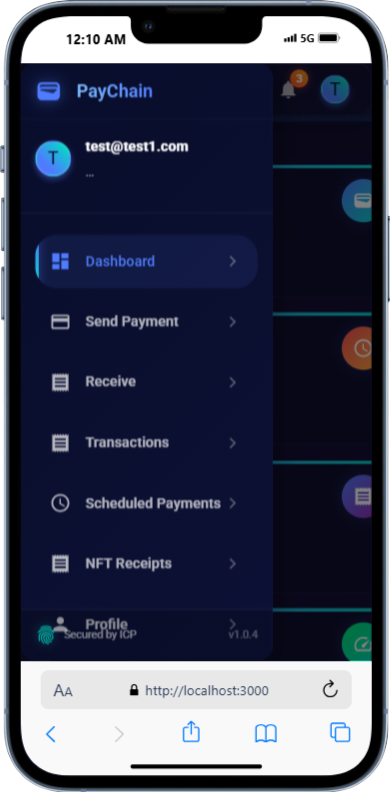 12:10 AM
5G
PayChain
3
T
T
test@test1.com
...
Dashboard
Send Payment
Receive
Transactions
Scheduled Payments
NFT Receipts
Profile
Secured by ICP
v1.0.4
AA
http://localhost:3000